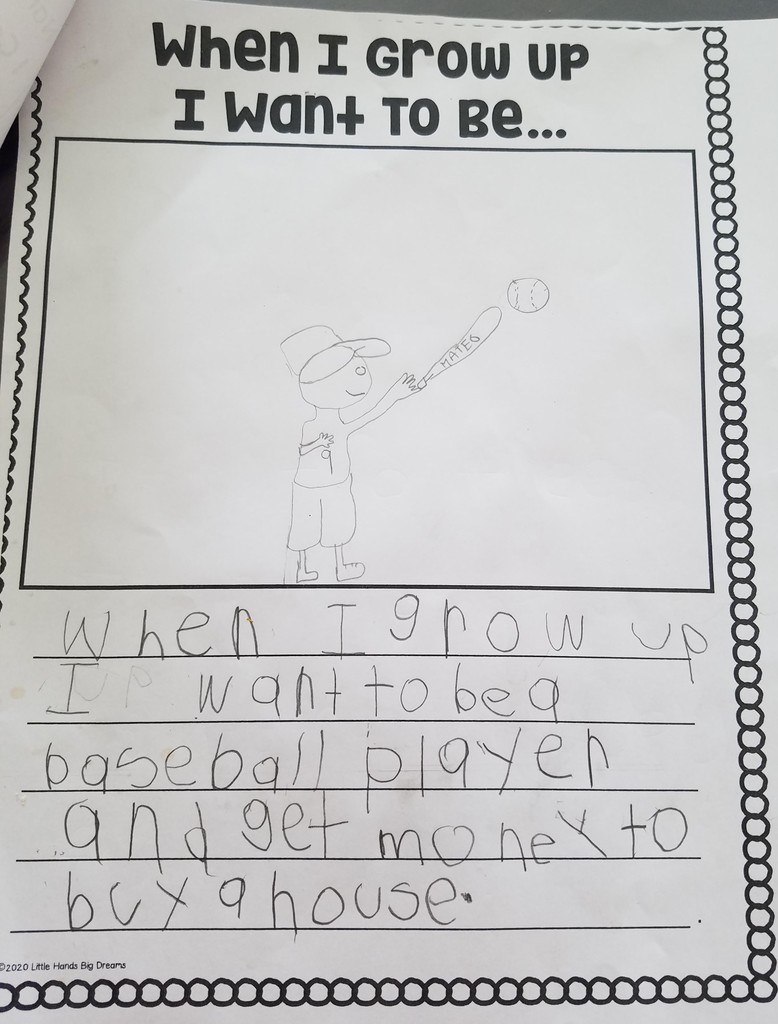 When I Grow Up
I Want To Be...
MATEO
9
When I grow up
I want to be a
baseball player
and get money to
buy a house.
.
©2020 Little Hands Big Dreams